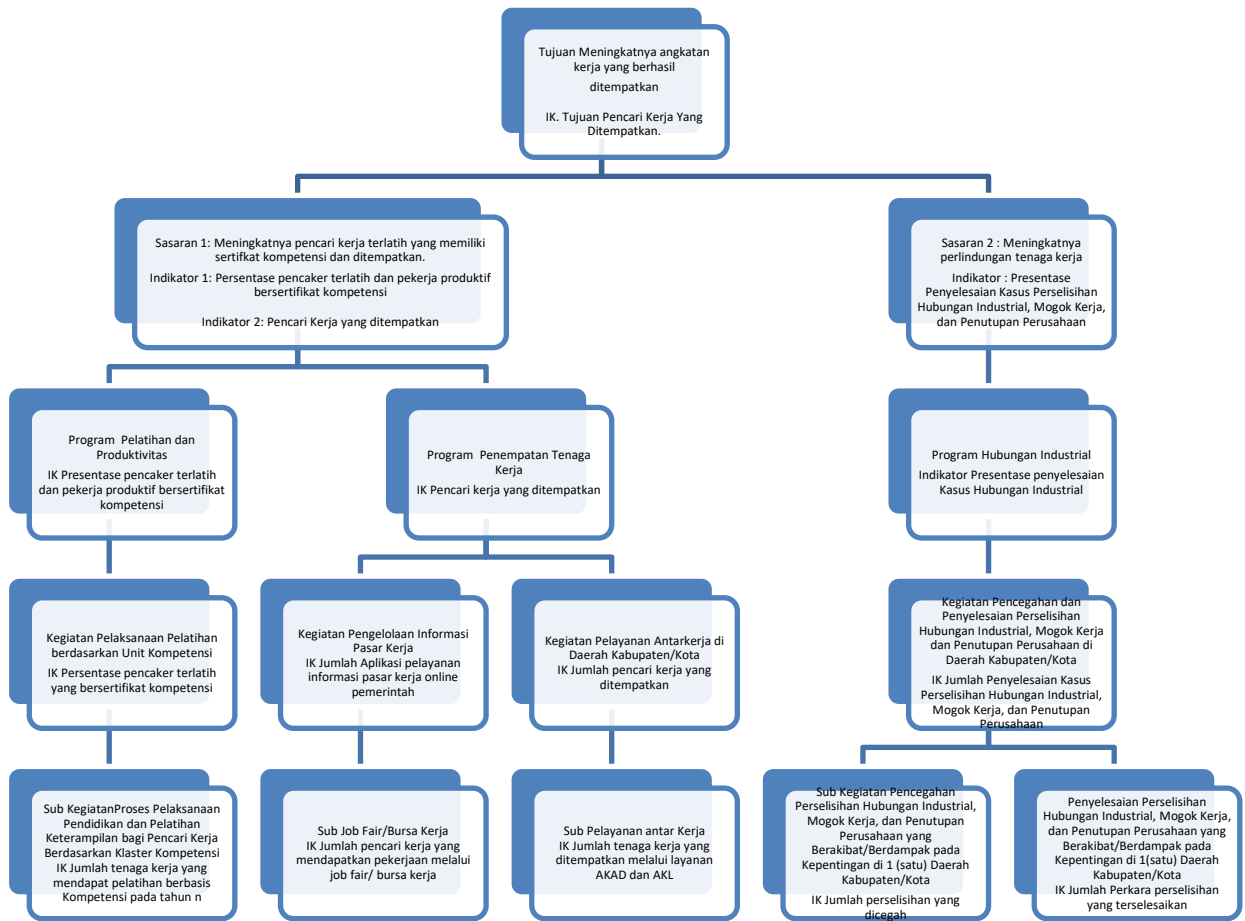 Tujuan Meningkatnya angkatan
kerja yang berhasil
ditempatkan
IK. Tujuan Pencari Kerja Yang
Ditempatkan.
Sasaran 1: Meningkatnya pencari kerja terlatih yang memiliki
sertifkat kompetensi dan ditempatkan.
Indikator 1: Persentase pencaker terlatih dan pekerja produktif
bersertifikat kompetensi
Indikator 2: Pencari Kerja yang ditempatkan
Sasaran 2 : Meningkatnya
perlindungan tenaga kerja
Indikator : Presentase
Penyelesaian Kasus Perselisihan
Hubungan Industrial, Mogok Kerja,
dan Penutupan Perusahaan
Program Pelatihan dan
Produktivitas
IK Presentase pencaker terlatih
dan pekerja produktif bersertifikat
kompetensi
Program Penempatan Tenaga
Kerja
IK Pencari kerja yang ditempatkan
Program Hubungan Industrial
Indikator Presentase penyelesaian
Kasus Hubungan Industrial
Kegiatan Pelaksanaan Pelatihan
berdasarkan Unit Kompetensi
IK Persentase pencaker terlatih
yang bersertifikat kompetensi
Kegiatan Pengelolaan Informasi
Pasar Kerja
IK Jumlah Aplikasi pelayanan
informasi pasar kerja online
pemerintah
Kegiatan Pelayanan Antarkerja di
Daerah Kabupaten/Kota
IK Jumlah pencari kerja yang
ditempatkan
Kegiatan Pencegahan dan
Penyelesaian Perselisihan
Hubungan Industrial, Mogok Kerja
dan Penutupan Perusahaan di
Daerah Kabupaten/Kota
IK Jumlah Penyelesaian Kasus
Perselisihan Hubungan Industrial,
Mogok Kerja, dan Penutupan
Perusahaan
Sub KegiatanProses Pelaksanaan
Pendidikan dan Pelatihan
Keterampilan bagi Pencari Kerja
Berdasarkan Klaster Kompetensi
IK Jumlah tenaga kerja yang
mendapat pelatihan berbasis
Kompetensi pada tahun n
Sub Job Fair/Bursa Kerja
IK Jumlah pencari kerja yang
mendapatkan pekerjaan melalui
job fair/ bursa kerja
Sub Pelayanan antar Kerja
IK Jumlah tenaga kerja yang
ditempatkan melalui layanan
AKAD dan AKL
Sub Kegiatan Pencegahan
Perselisihan Hubungan Industrial,
Mogok Kerja, dan Penutupan
Perusahaan yang
Berakibat/Berdampak pada
Kepentingan di 1 (satu) Daerah
Kabupaten/Kota
IK Jumlah perselisihan yang
dicegah
Penyelesaian Perselisihan
Hubungan Industrial, Mogok Kerja,
dan Penutupan Perusahaan yang
Berakibat/Berdampak pada
Kepentingan di 1(satu) Daerah
Kabupaten/Kota
IK Jumlah Perkara perselisihan
yang terselesaikan